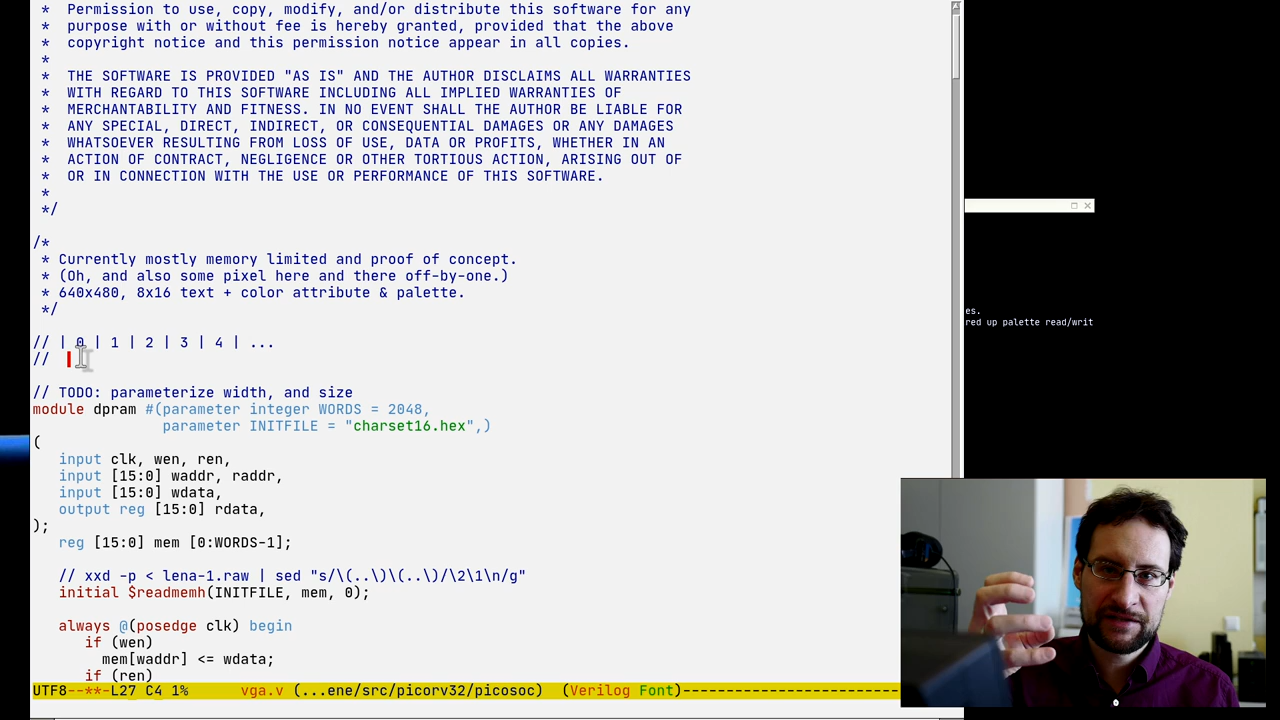 *  Permission to use, copy, modify, and/or distribute this software for any
 *  purpose with or without fee is hereby granted, provided that the above
 *  copyright notice and this permission notice appear in all copies.
 *
 *  THE SOFTWARE IS PROVIDED "AS IS" AND THE AUTHOR DISCLAIMS ALL WARRANTIES
 *  WITH REGARD TO THIS SOFTWARE INCLUDING ALL IMPLIED WARRANTIES OF
 *  MERCHANTABILITY AND FITNESS. IN NO EVENT SHALL THE AUTHOR BE LIABLE FOR
 *  ANY SPECIAL, DIRECT, INDIRECT, OR CONSEQUENTIAL DAMAGES OR ANY DAMAGES
 *  WHATSOEVER RESULTING FROM LOSS OF USE, DATA OR PROFITS, WHETHER IN AN
 *  ACTION OF CONTRACT, NEGLIGENCE OR OTHER TORTIOUS ACTION, ARISING OUT OF
 *  OR IN CONNECTION WITH THE USE OR PERFORMANCE OF THIS SOFTWARE.
 *
 */
/*
 * Currently mostly memory limited and proof of concept.
 * (Oh, and also some pixel here and there off-by-one.)
 * 640x480, 8x16 text + color attribute & palette.
 */
// | 0 | 1 | 2 | 3 | 4 | ...
//
// TODO: parameterize width, and size
module dpram #(parameter integer WORDS = 2048,
               parameter INITFILE = "charset16.hex",)
(
   input clk, wen, ren,
   input [15:0] waddr, raddr,
   input [15:0] wdata,
   output reg [15:0] rdata,
);
   reg [15:0] mem [0:WORDS-1];
   // xxd -p < lena-1.raw | sed "s/\(..\)\(..\)/\2\1\n/g"
   initial $readmemh(INITFILE, mem, 0);
   always @(posedge clk) begin
      if (wen)
        mem[waddr] <= wdata;
      if (ren)
UTF8--**-L27 C4 1%      vga.v (...ene/src/picorv32/picosoc)  (Verilog Font)-------------------------
es.
red up palette read/writ